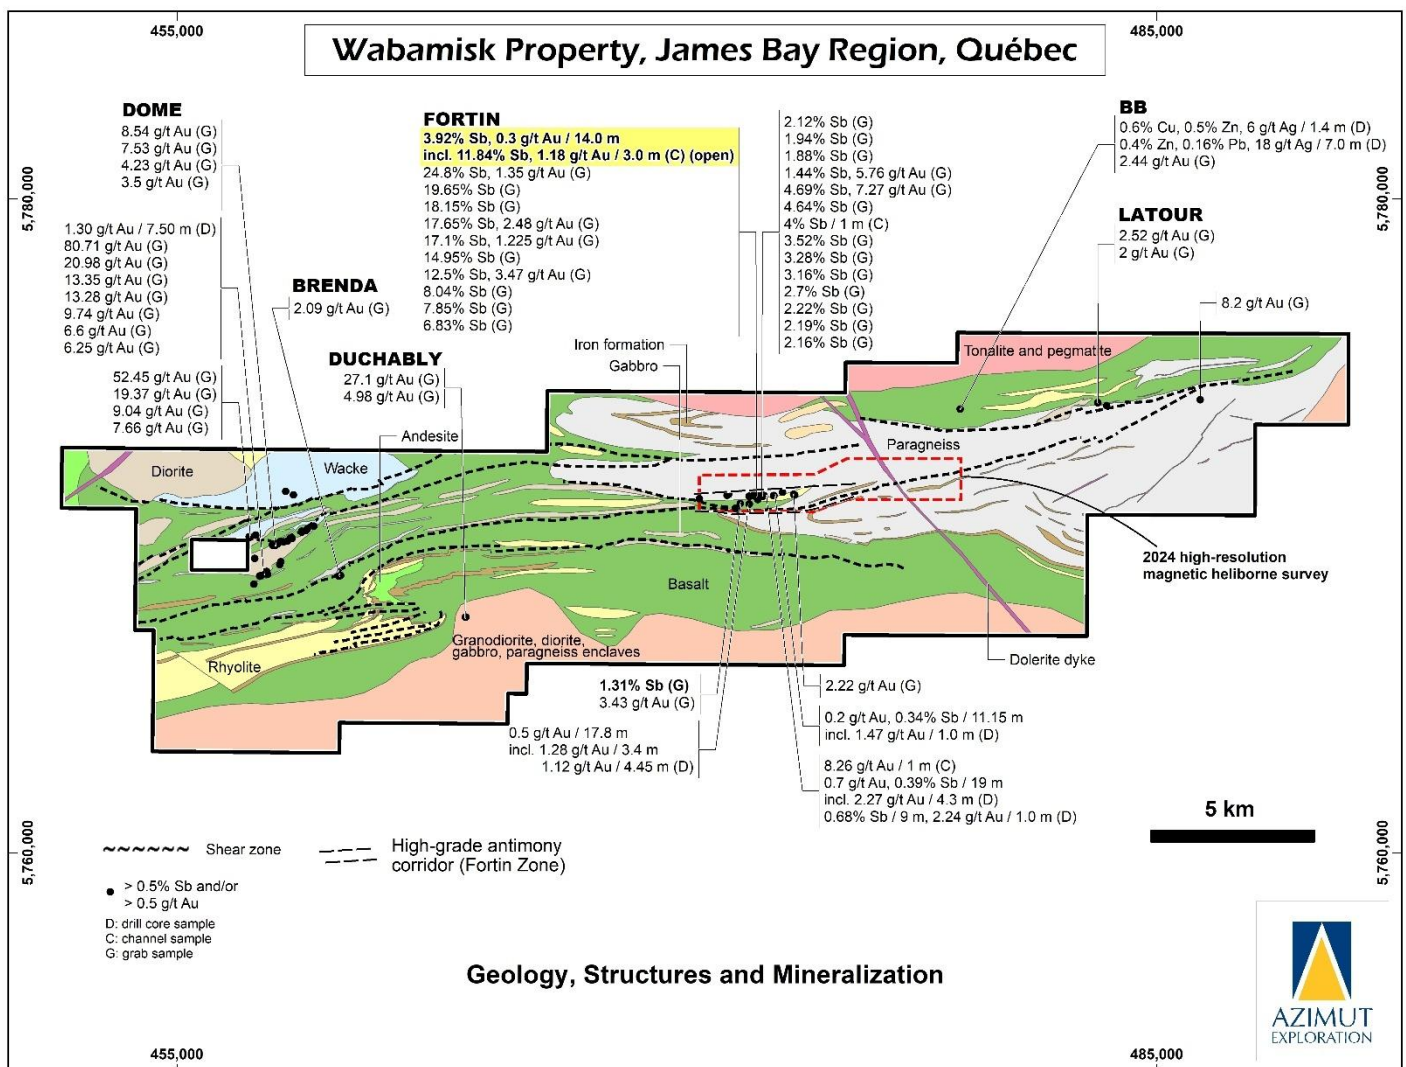 455,000
485,000
Wabamisk Property, James Bay Region, Québec
5,780,000
5,780,000
DOME
8.54 g/t Au (G)
7.53 g/t Au (G)
4.23 g/t Au (G)
3.5 g/t Au (G)
1.30 g/t Au / 7.50 m (D)
80.71 g/t Au (G)
20.98 g/t Au (G)
13.35 g/t Au (G)
13.28 g/t Au (G)
9.74 g/t Au (G)
6.6 g/t Au (G)
6.25 g/t Au (G)
52.45 g/t Au (G)
19.37 g/t Au (G)
9.04 g/t Au (G)
7.66 g/t Au (G)
BRENDA
2.09 g/t Au (G)
DUCHABLY
27.1 g/t Au (G)
4.98 g/t Au (G)
FORTIN
3.92% Sb, 0.3 g/t Au / 14.0 m
incl. 11.84% Sb, 1.18 g/t Au / 3.0 m (C) (open)
24.8% Sb, 1.35 g/t Au (G)
19.65% Sb (G)
18.15% Sb (G)
17.65% Sb, 2.48 g/t Au (G)
17.1% Sb, 1.225 g/t Au (G)
14.95% Sb (G)
12.5% Sb, 3.47 g/t Au (G)
8.04% Sb (G)
7.85% Sb (G)
6.83% Sb (G)
2.12% Sb (G)
1.94% Sb (G)
1.88% Sb (G)
1.44% Sb, 5.76 g/t Au (G)
4.69% Sb, 7.27 g/t Au (G)
4.64% Sb (G)
4% Sb / 1 m (C)
3.52% Sb (G)
3.28% Sb (G)
3.16% Sb (G)
2.7% Sb (G)
2.22% Sb (G)
2.19% Sb (G)
2.16% Sb (G)
BB
0.6% Cu, 0.5% Zn, 6 g/t Ag / 1.4 m (D)
0.4% Zn, 0.16% Pb, 18 g/t Ag / 7.0 m (D)
2.44 g/t Au (G)
LATOUR
2.52 g/t Au (G)
2 g/t Au (G)
8.2 g/t Au (G)
Iron formation
Gabbro
Tonalite and pegmatite
Andesite
Paragneiss
Diorite
Wacke
Basalt
2024 high-resolution
magnetic heliborne survey
Granodiorite, diorite,
gabbro, paragneiss enclaves
Rhyolite
Dolerite dyke
1.31% Sb (G)
3.43 g/t Au (G)
0.5 g/t Au / 17.8 m
incl. 1.28 g/t Au / 3.4 m
1.12 g/t Au / 4.45 m (D)
2.22 g/t Au (G)
0.2 g/t Au, 0.34% Sb / 11.15 m
incl. 1.47 g/t Au / 1.0 m (D)
8.26 g/t Au / 1 m (C)
0.7 g/t Au, 0.39% Sb / 19 m
incl. 2.27 g/t Au / 4.3 m (D)
0.68% Sb / 9 m, 2.24 g/t Au / 1.0 m (D)
5 km
5,760,000
5,760,000
Shear zone
High-grade antimony
corridor (Fortin Zone)
> 0.5% Sb and/or
> 0.5 g/t Au
D: drill core sample
C: channel sample
G: grab sample
Geology, Structures and Mineralization
AZIMUT
EXPLORATION
455,000
485,000